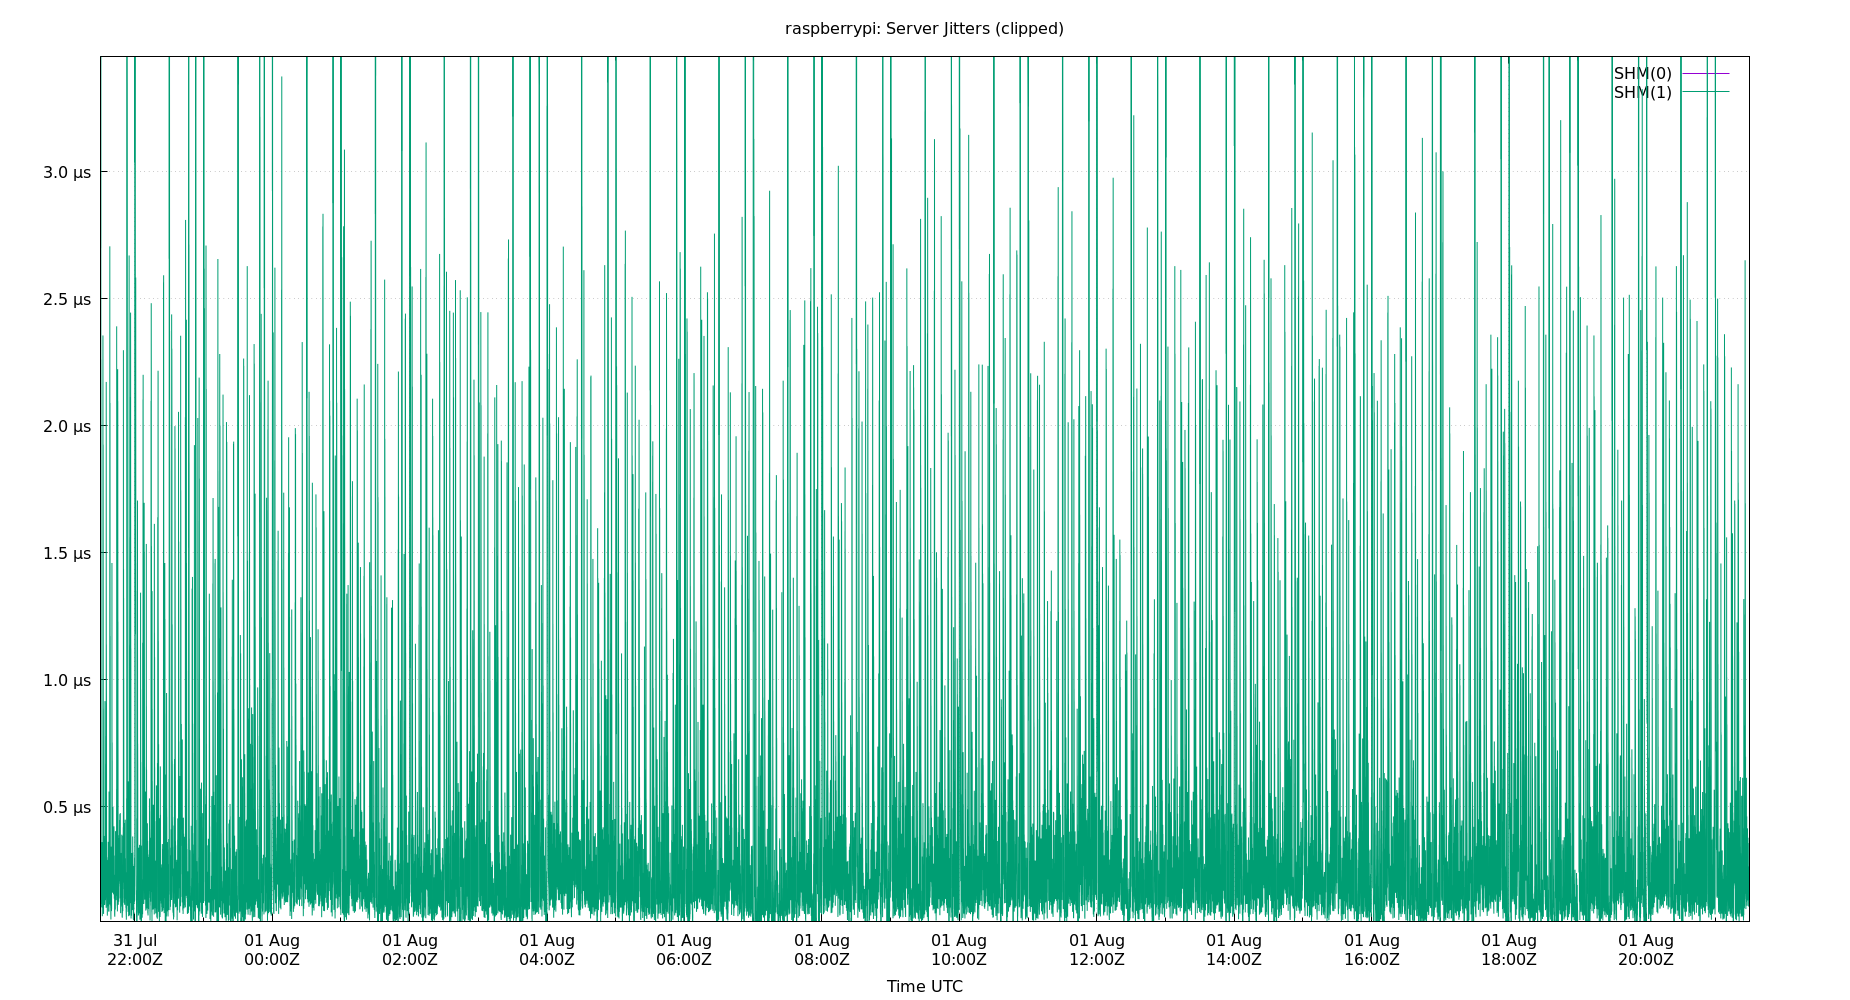 raspberrypi: Server Jitters (clipped)
SHM(0)
SHM(1)
3.0 µs
2.5 µs
2.0 µs
1.5 µs
1.0 µs
0.5 µs
31 Jul 01 Aug 01 Aug 01 Aug 01 Aug 01 Aug 01 Aug 01 Aug 01 Aug 01 Aug 01 Aug 01 Aug
22:00Z 00:00Z 02:00Z 04:00Z 06:00Z 08:00Z 10:00Z 12:00Z 14:00Z 16:00Z 18:00Z 20:00Z
Time UTC